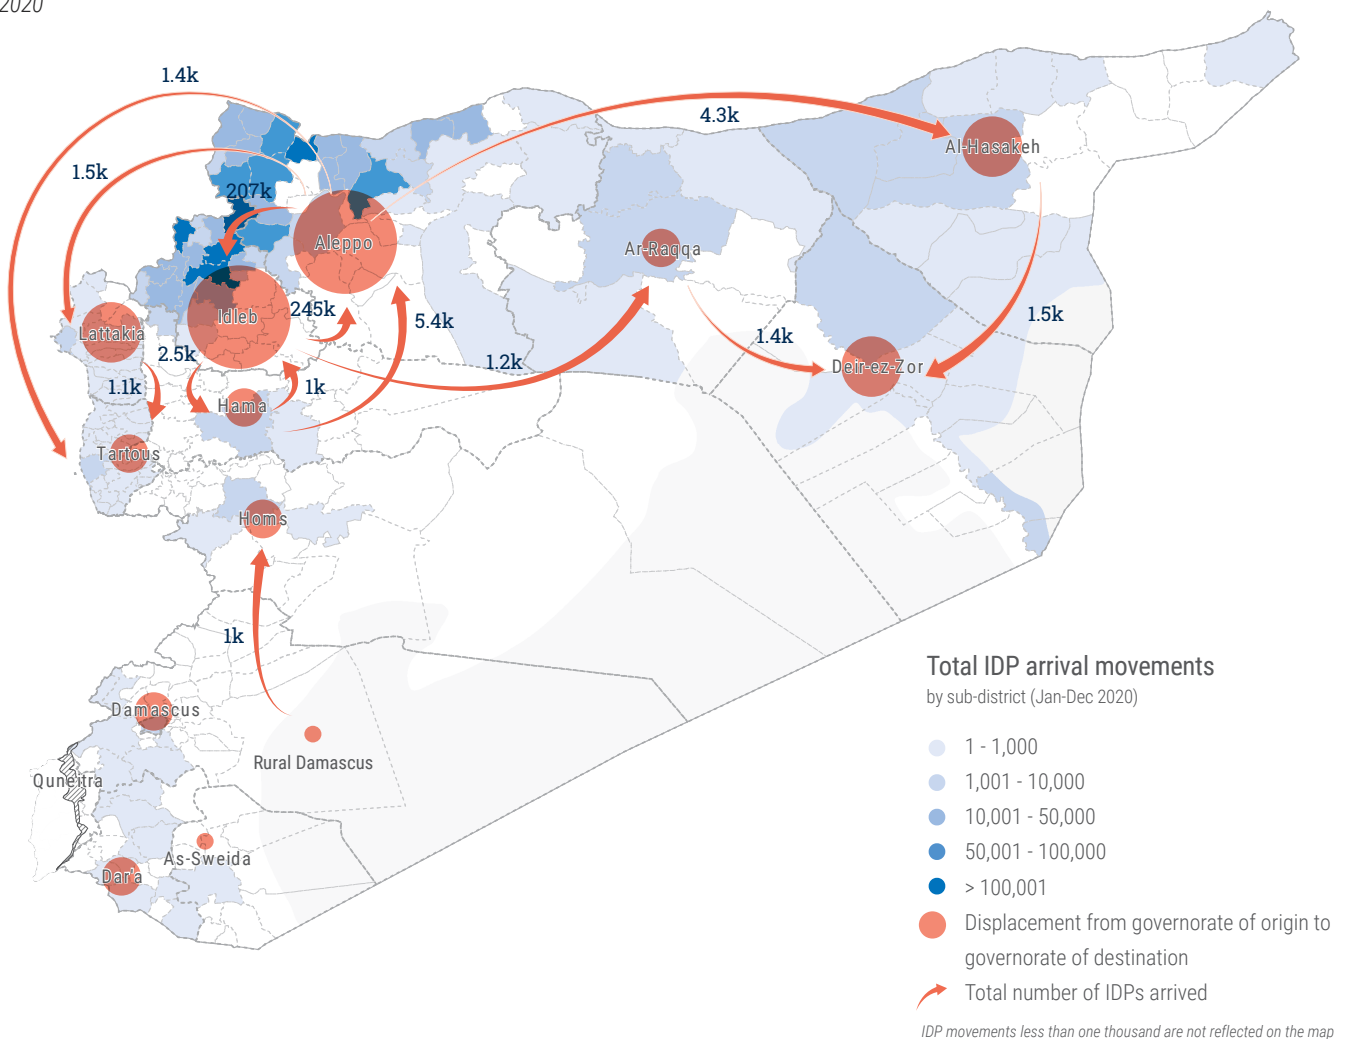 2020
1.4k
4.3k
1.5k
Al-Hasakeh
207k
Aleppo
Ar-Raqqa
245k
Idleb
5.4k
1.5k
Lattakia
2.5k
1.2k
1.4k
Deir-ez-Zor
1.1k
1k
Hama
Tartous
Homs
1k
Damascus
Rural Damascus
Quneitra
As-Sweida
Dar'a
Total IDP arrival movements
by sub-district (Jan-Dec 2020)
1 - 1,000
1,001 - 10,000
10,001 - 50,000
50,001 - 100,000
> 100,001
Displacement from governorate of origin to
governorate of destination
Total number of IDPs arrived
IDP movements less than one thousand are not reflected on the map